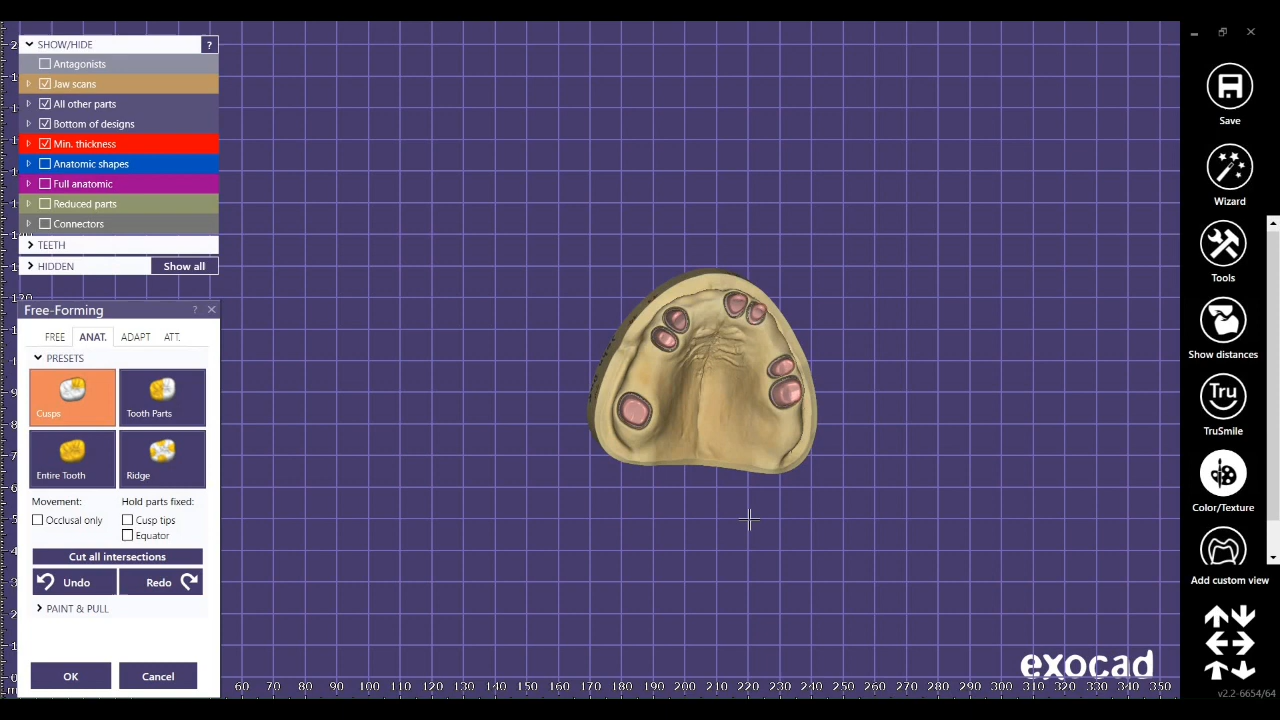 SHOW/HIDE ?
Antagonists
Jaw scans
All other parts
Bottom of designs
Min. thickness
Anatomic shapes
Full anatomic
Reduced parts
Connectors
TEETH
HIDDEN Show all
Free-Forming ?
FREE ANAT. ADAPT ATT.
PRESETS
Cusps Tooth Parts
Entire Tooth Ridge
Movement: Hold parts fixed:
Occlusal only Cusp tips
Equator
Cut all intersections
Undo Redo
PAINT & PULL
OK Cancel
60 70 80 90 100 110 120 130 140 150 160 170 180 190 200 210 220 230 240 250 260 270 280 290 300 310 320 330 340 350
Save
Wizard
Tools
Show distances
Tru
TruSmile
Color/Texture
Add custom view
exocad
v2.2-6654/64